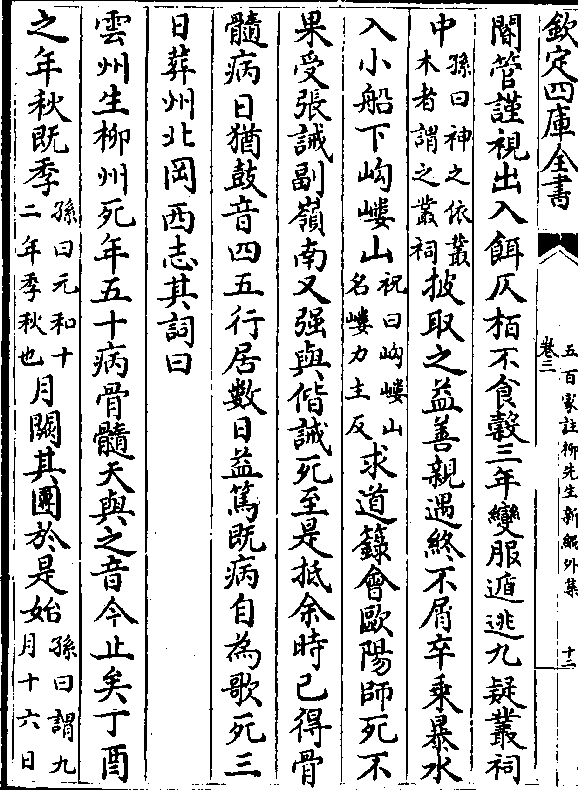 欽定四庫全書
五百家註柳先生新編外集
卷三
十二
閽管謹視出入餌仄栢不食糓三年變服遁逃九疑叢祠
中孫曰神之依叢木者謂之叢祠披取之益善親遇終不屑卒乘暴水
入小船下岣嶁山祝曰岣嶁山名嶁力主反求道籙會歐陽師死不
果受張誠副嶺南又强與偕誠死至是抵余時已得骨
髓病日猶鼓音四五行居數日益篤既病自為歌死三
日葬州北岡西志其詞曰
雲州生柳州死年五十病骨髓天與之音今止矣丁酉
之年秋既季孫曰元和十二年季秋也月闕其圓於是始孫曰謂九月十六日